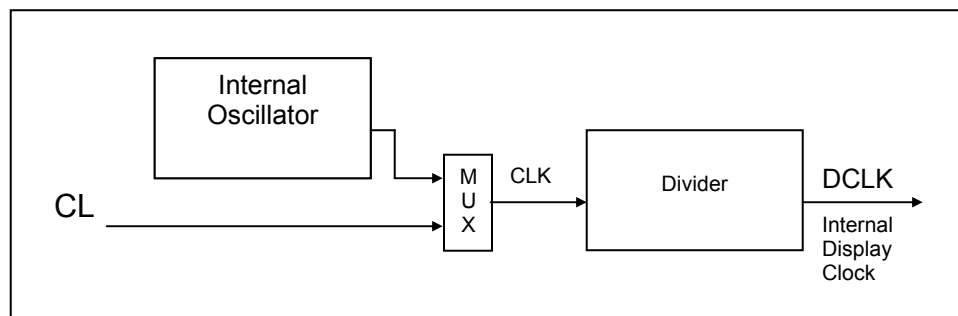 Internal
Oscillator
CL
M
U
X
CLK
Divider
DCLK
Internal
Display
Clock